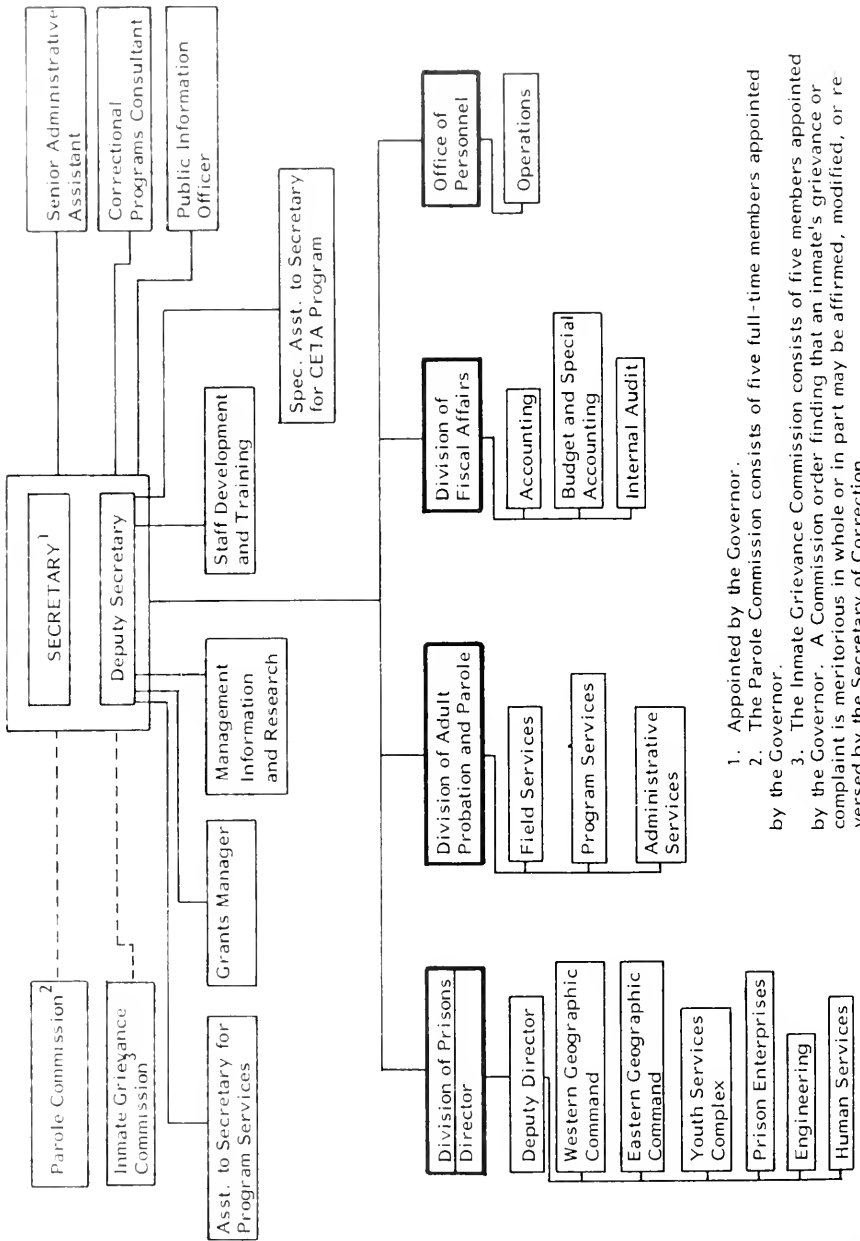 Parole Commission2
Inmate Grievance
Commission3
SECRETARY1
Deputy Secretary
Senior Administrative
Assistant
Correctional
Programs Consultant
Public Information
Officer
Asst. to Secretary for
Program Services
Grants Manager
Management
Information
and Research
Staff Development
and Training
Spec. Asst. to Secretary
for CETA Program
Division of Prisons
Director
Deputy Director
Western Geographic
Command
Eastern Geographic
Command
Youth Services
Complex
Prison Enterprises
Engineering
Human Services
Division of Adult
Probation and Parole
Field Services
Program Services
Administrative
Services
Division of
Fiscal Affairs
Accounting
Budget and Special
Accounting
Internal Audit
Office of
Personnel
Operations
1. Appointed by the Governor.
2. The Parole Commission consists of five full-time members appointed
by the Governor.
3. The Inmate Grievance Commission consists of five members appointed
by the Governor. A Commission order finding that an inmate's grievance or
complaint is meritorious in whole or in part may be affirmed, modified, or re-
versed by the Secretary of Correction.